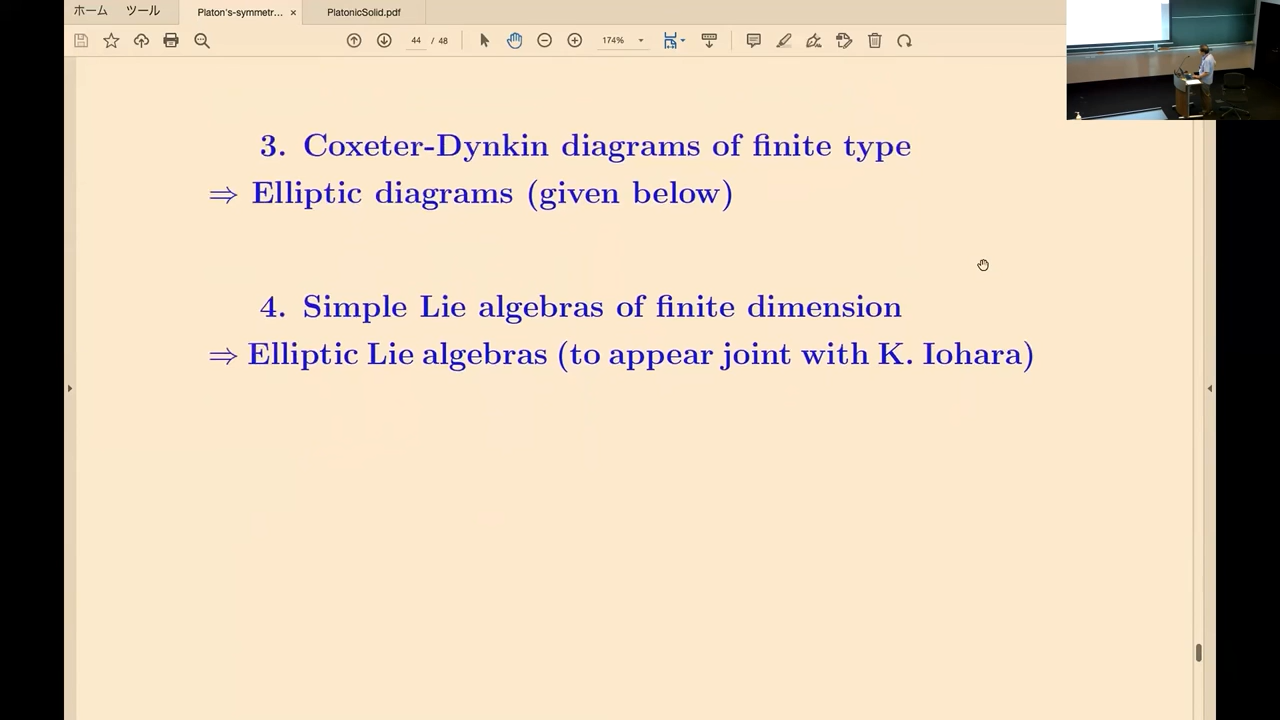 ホーム ツール Platon's-symmetr... × PlatonicSolid.pdf
44 / 48 174%
3. Coxeter-Dynkin diagrams of finite type
⇒ Elliptic diagrams (given below)
4. Simple Lie algebras of finite dimension
⇒ Elliptic Lie algebras (to appear joint with K. Iohara)